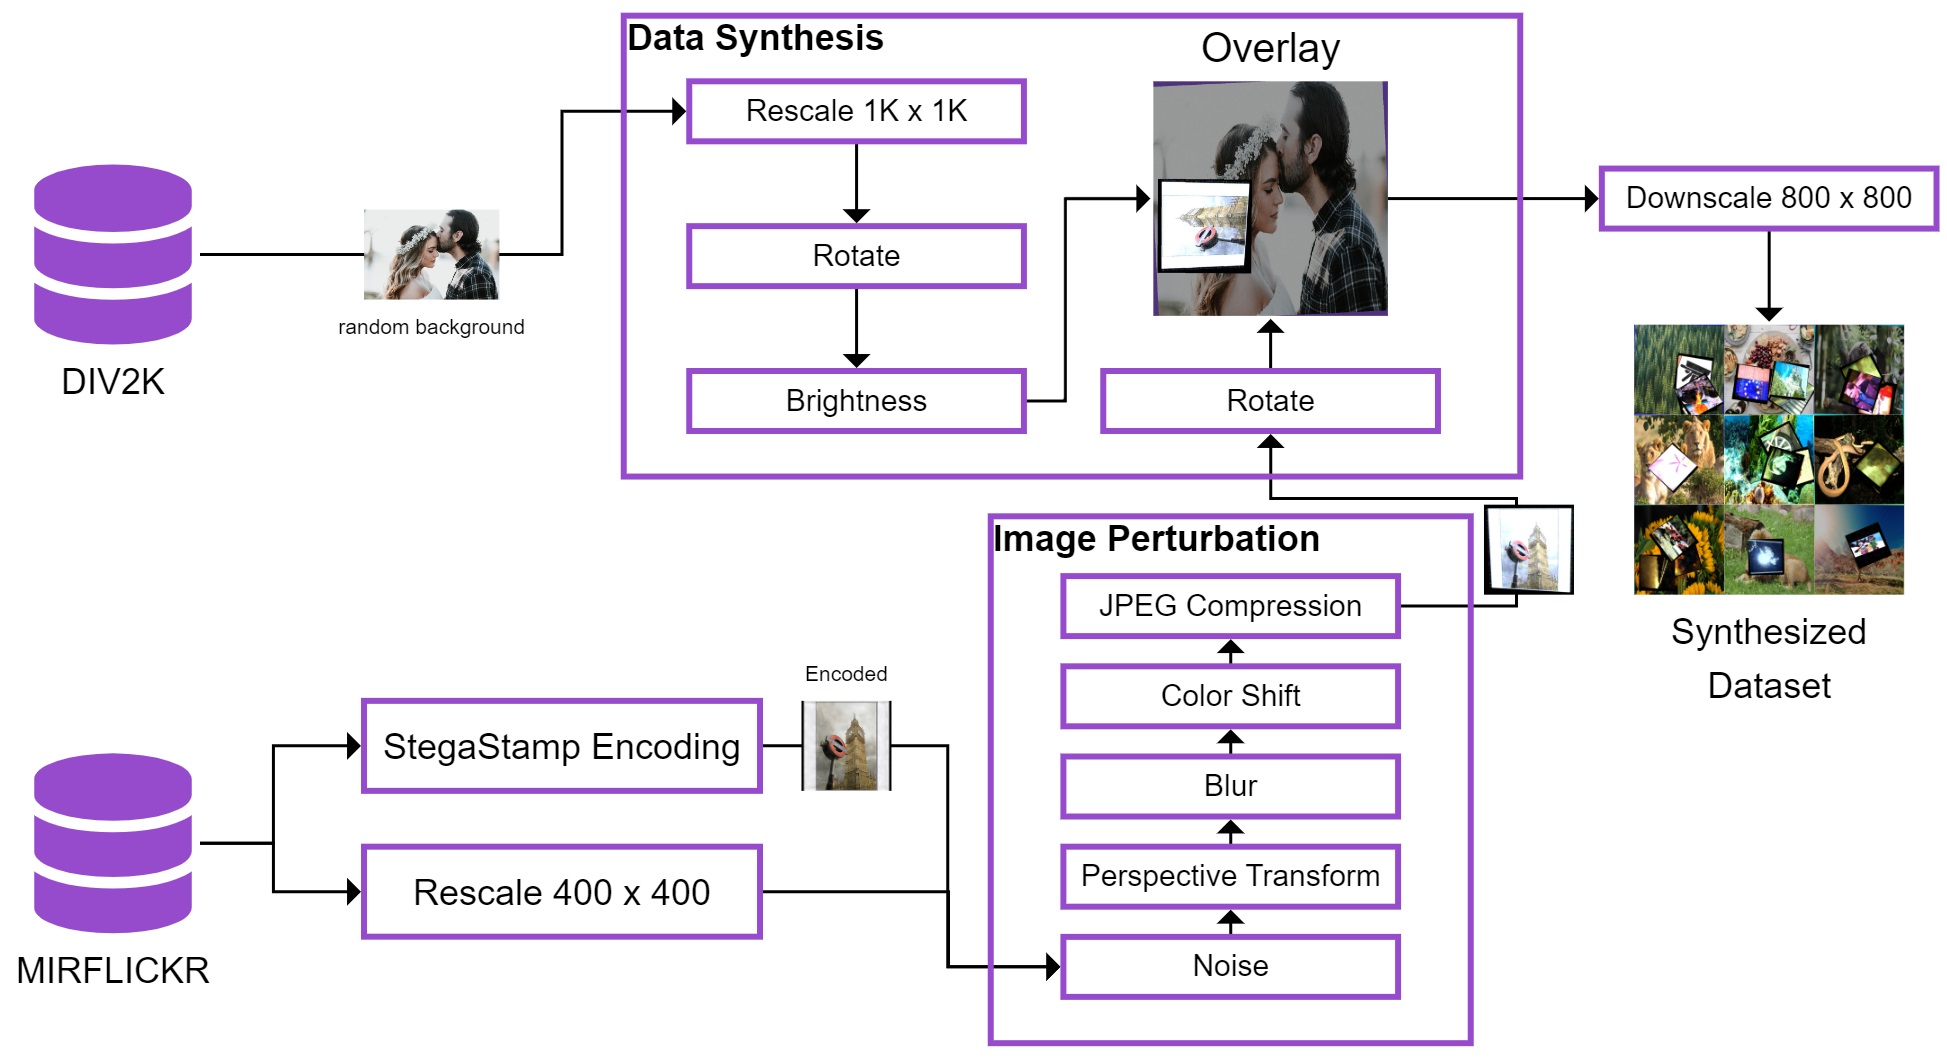 Data Synthesis
Overlay
Rescale 1K x 1K
Rotate
Brightness
Rotate
Downscale 800 x 800
random background
DIV2K
Synthesized
Dataset
Image Perturbation
JPEG Compression
Color Shift
Blur
Perspective Transform
Noise
Encoded
StegaStamp Encoding
Rescale 400 x 400
MIRFLICKR